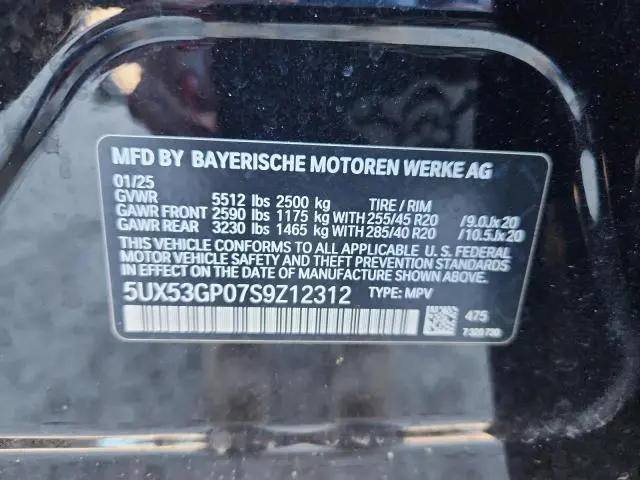 MFD BY BAYERISCHE MOTOREN WERKE AG
01/25
GVWR 5512 lbs 2500 kg TIRE / RIM
GAWR FRONT 2590 lbs 1175 kg WITH 255/45 R20 /9.0Jx20
GAWR REAR 3230 lbs 1465 kg WITH 285/40 R20 /10.5Jx20
THIS VEHICLE CONFORMS TO ALL APPLICABLE U.S. FEDERAL
MOTOR VEHICLE SAFETY AND THEFT PREVENTION STANDARDS
IN EFFECT ON THE DATE OF MANUFACTURE SHOWN ABOVE.
5UX53GP07S9Z12312 TYPE: MPV
475